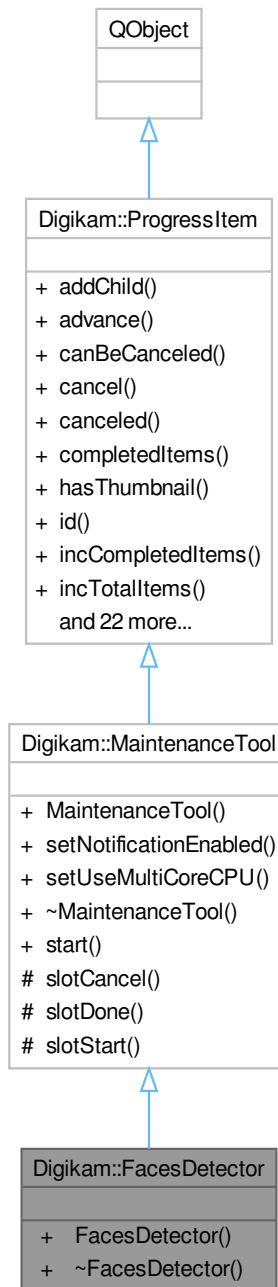 QObject
Digikam::ProgressItem
+ addChild()
+ advance()
+ canBeCanceled()
+ cancel()
+ canceled()
+ completedItems()
+ hasThumbnail()
+ id()
+ incCompletedItems()
+ incTotalItems()
and 22 more...
Digikam::MaintenanceTool
+ MaintenanceTool()
+ setNotificationEnabled()
+ setUseMultiCoreCPU()
+ ~MaintenanceTool()
+ start()
# slotCancel()
# slotDone()
# slotStart()
Digikam::FacesDetector
+ FacesDetector()
+ ~FacesDetector()